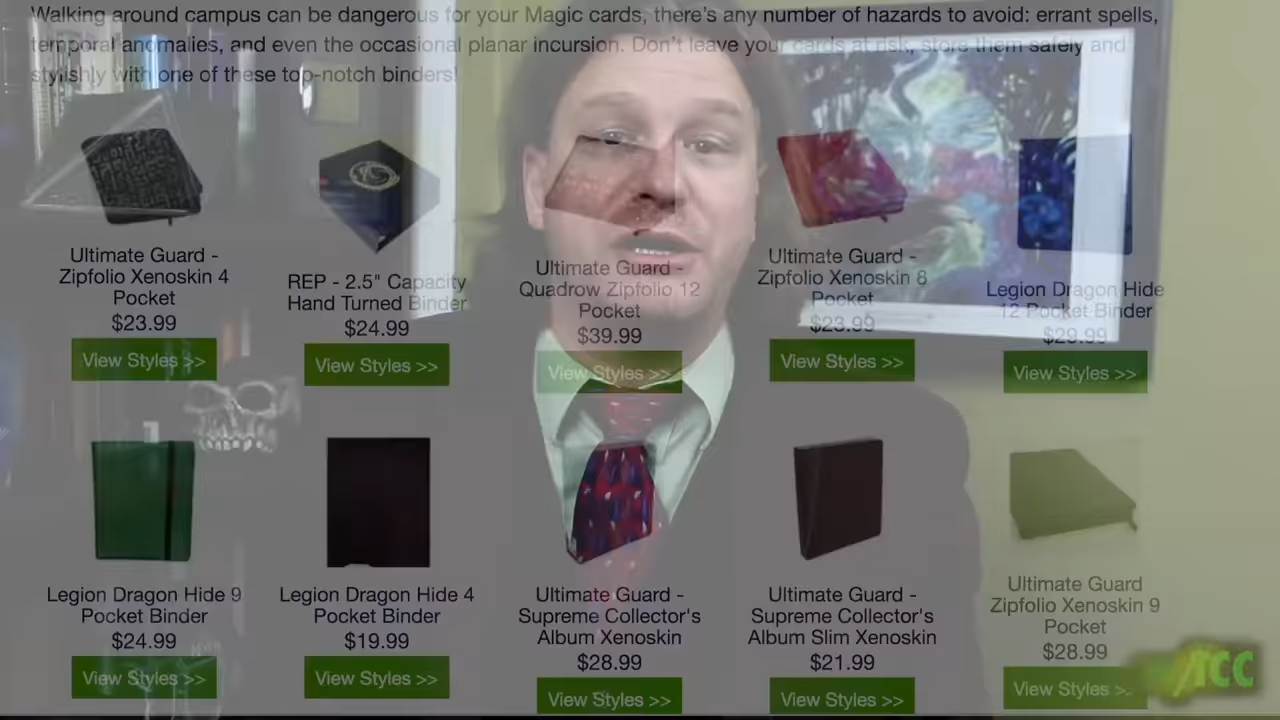 Walking around campus can be dangerous for your Magic cards, there's any number of hazards to avoid: errant spells,
temporal anomalies, and even the occasional planar incursion. Don't leave your cards at risk, store them safely and
stylishly with one of these top-notch binders!
Ultimate Guard -
Zipfolio Xenoskin 4
Pocket
$23.99
View Styles >>
REP - 2.5" Capacity
Hand Turned Binder
$24.99
View Styles >>
Ultimate Guard
Quadrow Zipfolio 12
Pocket
$39.99
View Styles >>
Ultimate Guard -
Zipfolio Xenoskin 8
Pocket
$23.99
View Styles >>
Legion Dragon Hide
12 Pocket Binder
$29.99
View Styles >>
Legion Dragon Hide 9
Pocket Binder
$24.99
View Styles >>
Legion Dragon Hide 4
Pocket Binder
$19.99
View Styles >>
Ultimate Guard -
Supreme Collector's
Album Xenoskin
$28.99
View Styles >>
Ultimate Guard -
Supreme Collector's
Album Slim Xenoskin
$21.99
View Styles >>
Ultimate Guard
Zipfolio Xenoskin 9
Pocket
$28.99
View Styles >>
TCC